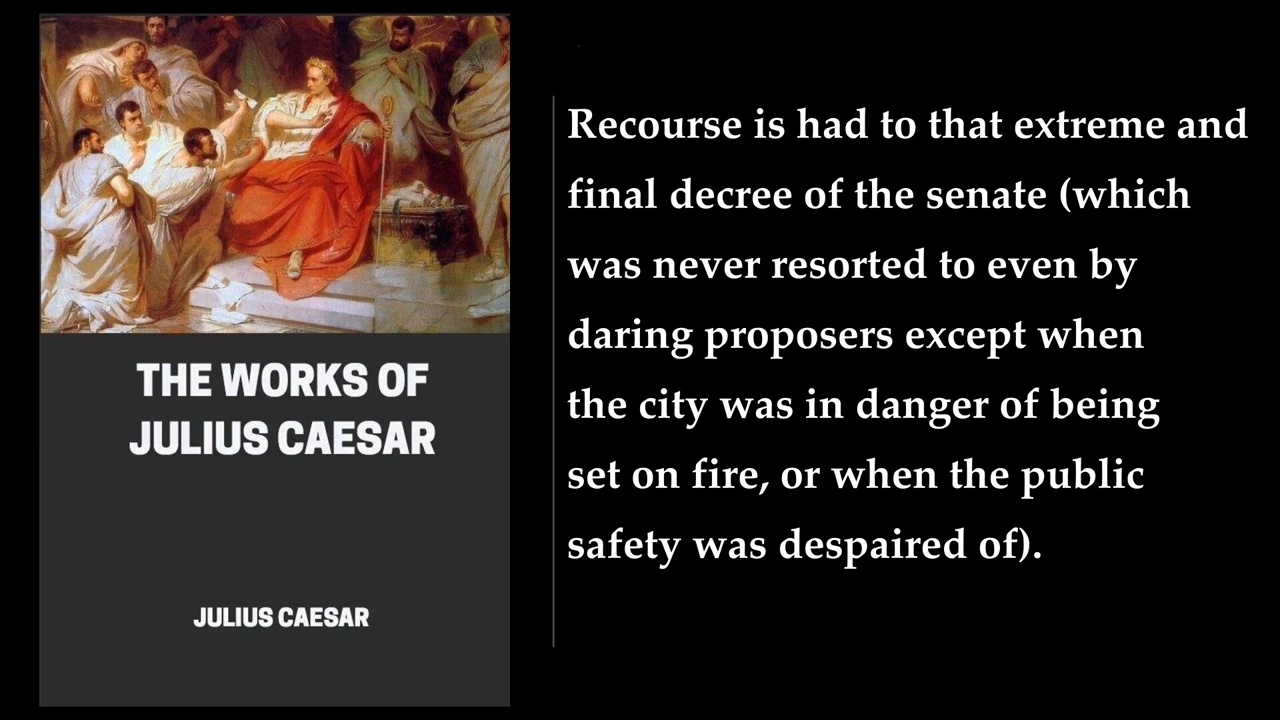 THE WORKS OF
JULIUS CAESAR
JULIUS CAESAR
Recourse is had to that extreme and
final decree of the senate (which
was never resorted to even by
daring proposers except when
the city was in danger of being
set on fire, or when the public
safety was despaired of).